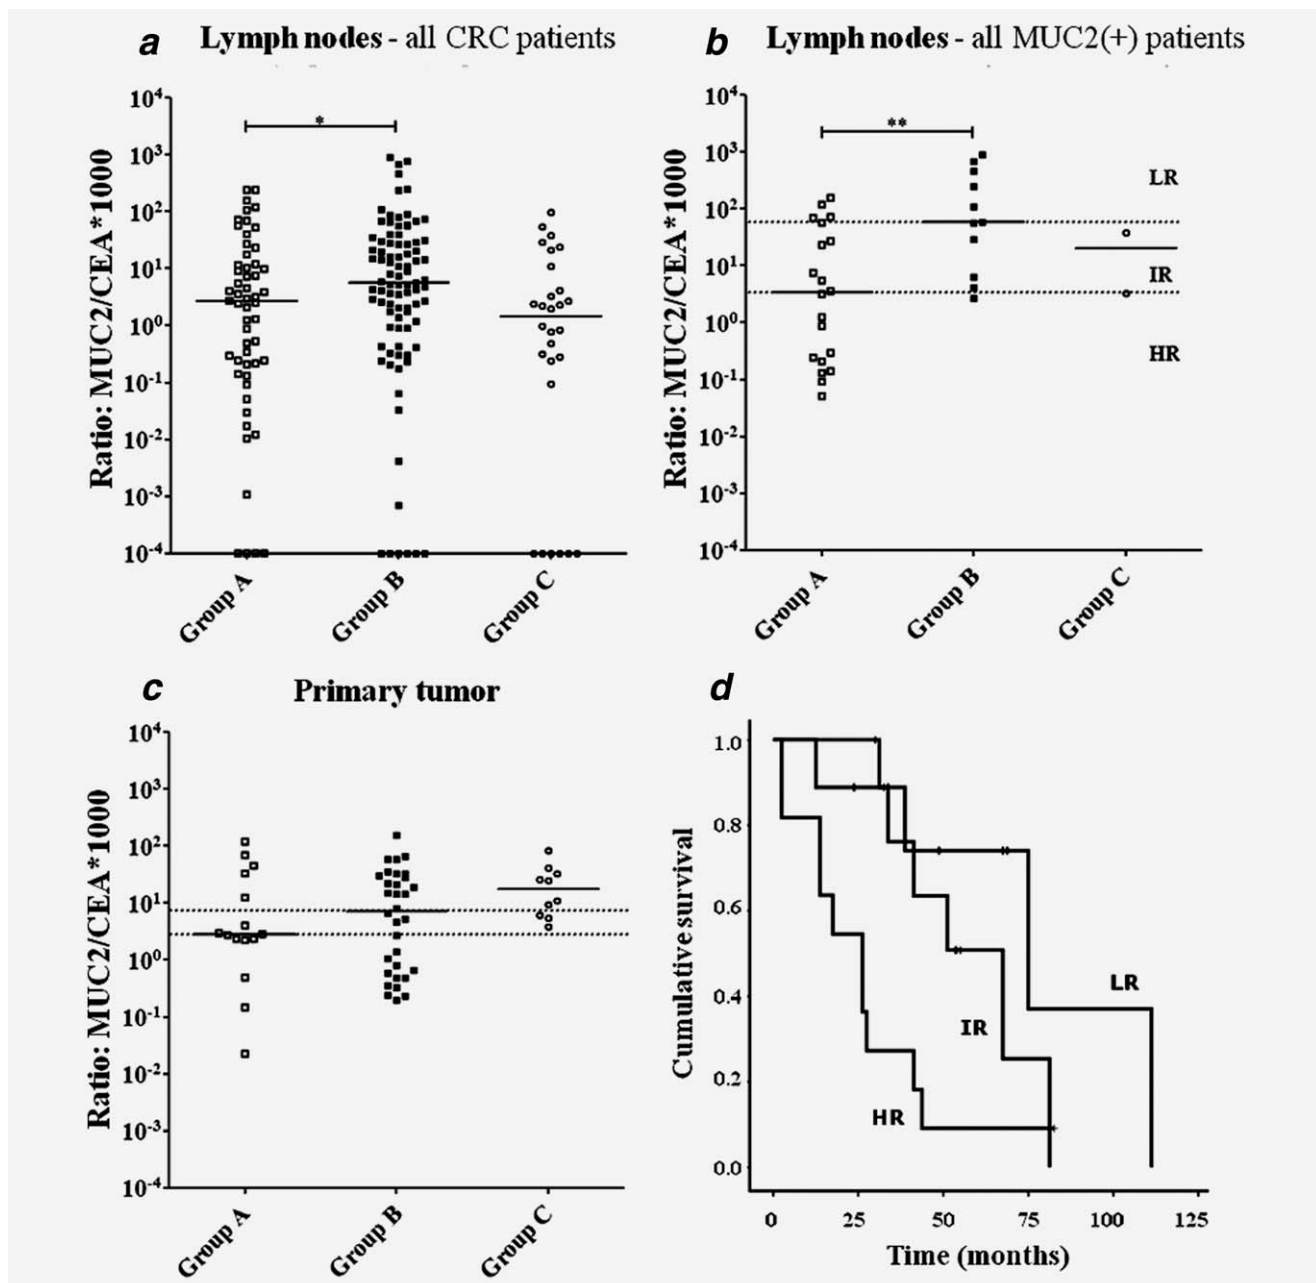 a Lymph nodes - all CRC patients
10⁴
10³
10²
10¹
10⁰
10⁻¹
10⁻²
10⁻³
10⁻⁴
Ratio: MUC2/CEA*1000
*
Group A
Group B
Group C
b Lymph nodes - all MUC2(+) patients
10⁴
10³
10²
10¹
10⁰
10⁻¹
10⁻²
10⁻³
10⁻⁴
Ratio: MUC2/CEA*1000
**
LR
IR
HR
Group A
Group B
Group C
c Primary tumor
10⁴
10³
10²
10¹
10⁰
10⁻¹
10⁻²
10⁻³
10⁻⁴
Ratio: MUC2/CEA*1000
Group A
Group B
Group C
d
1.0
0.8
0.6
0.4
0.2
0.0
Cumulative survival
LR
IR
HR
0 25 50 75 100 125
Time (months)